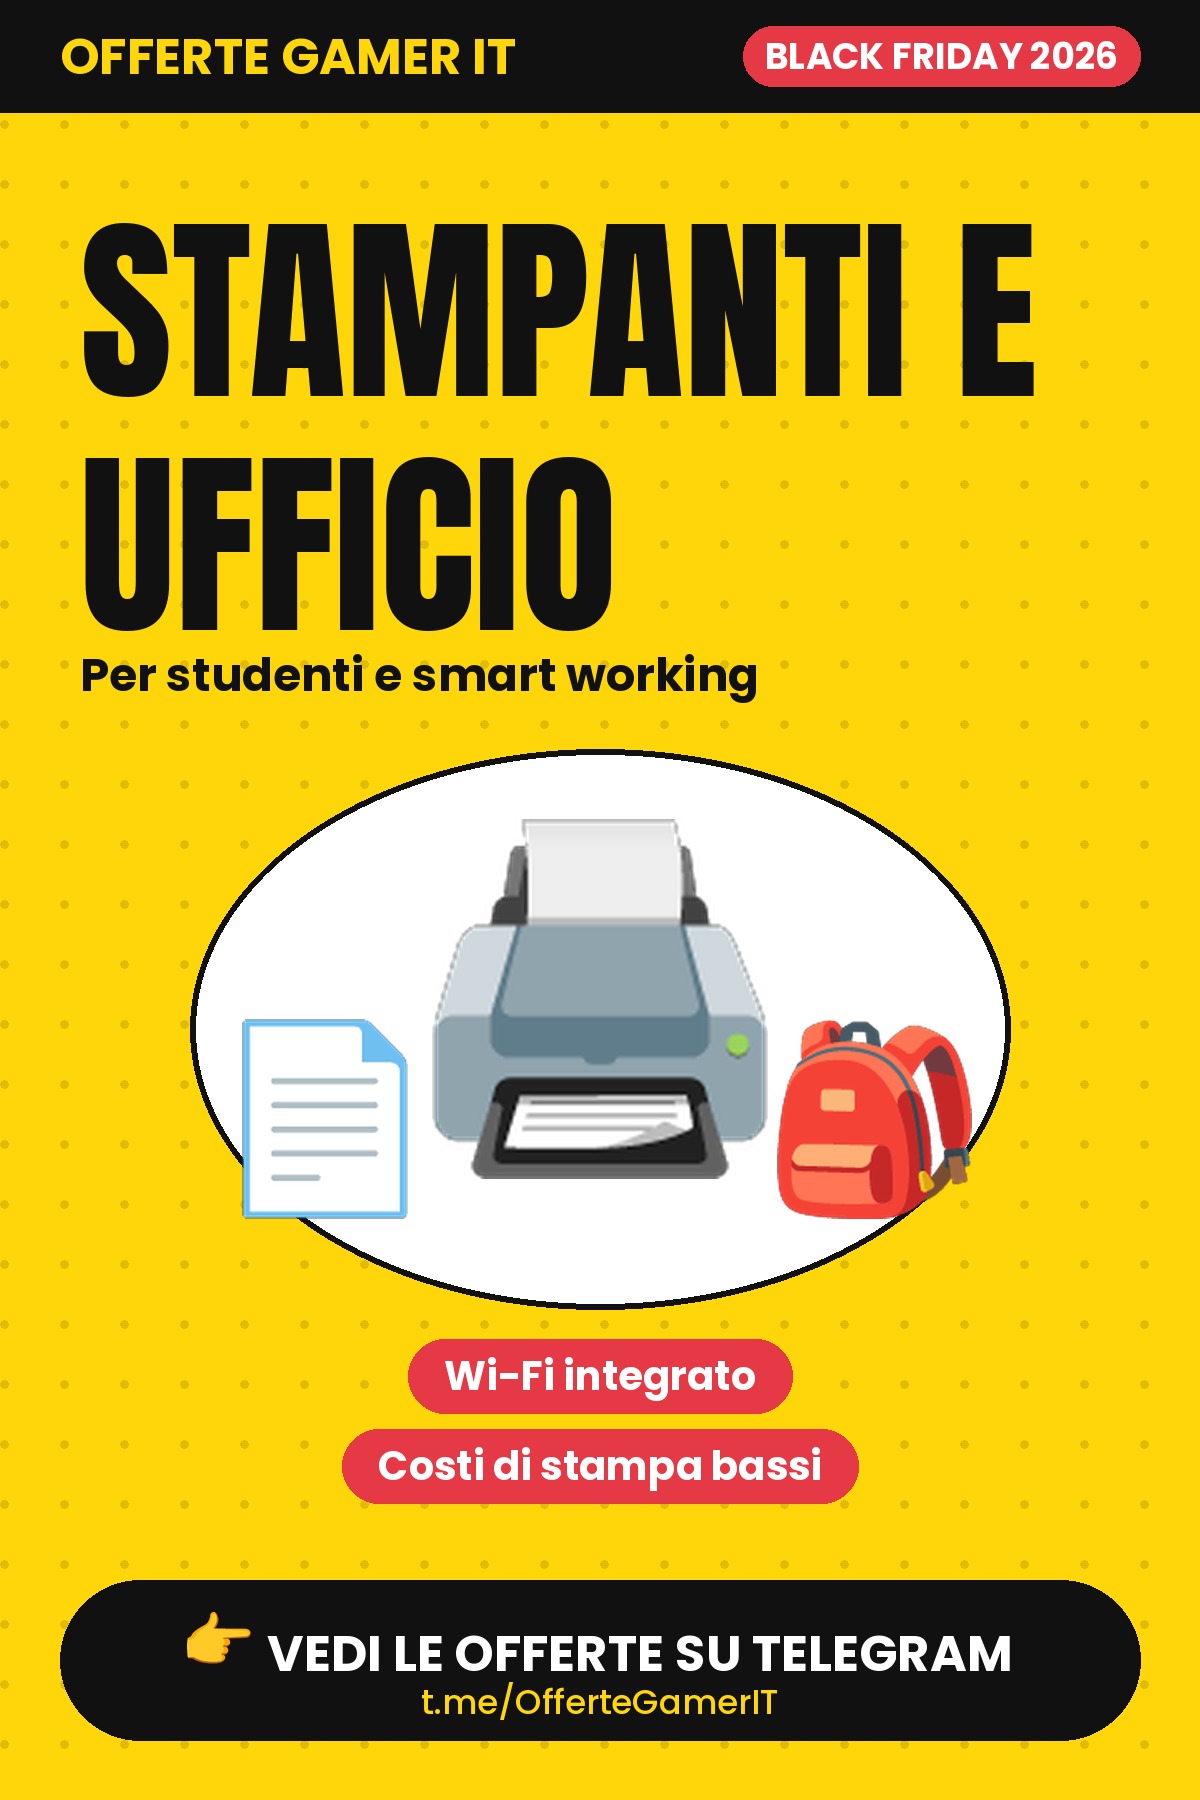 OFFERTE GAMER IT
BLACK FRIDAY 2026
STAMPANTI E
UFFICIO
Per studenti e smart working
Wi-Fi integrato
Costi di stampa bassi
👉 VEDI LE OFFERTE SU TELEGRAM
t.me/OfferteGamerIT